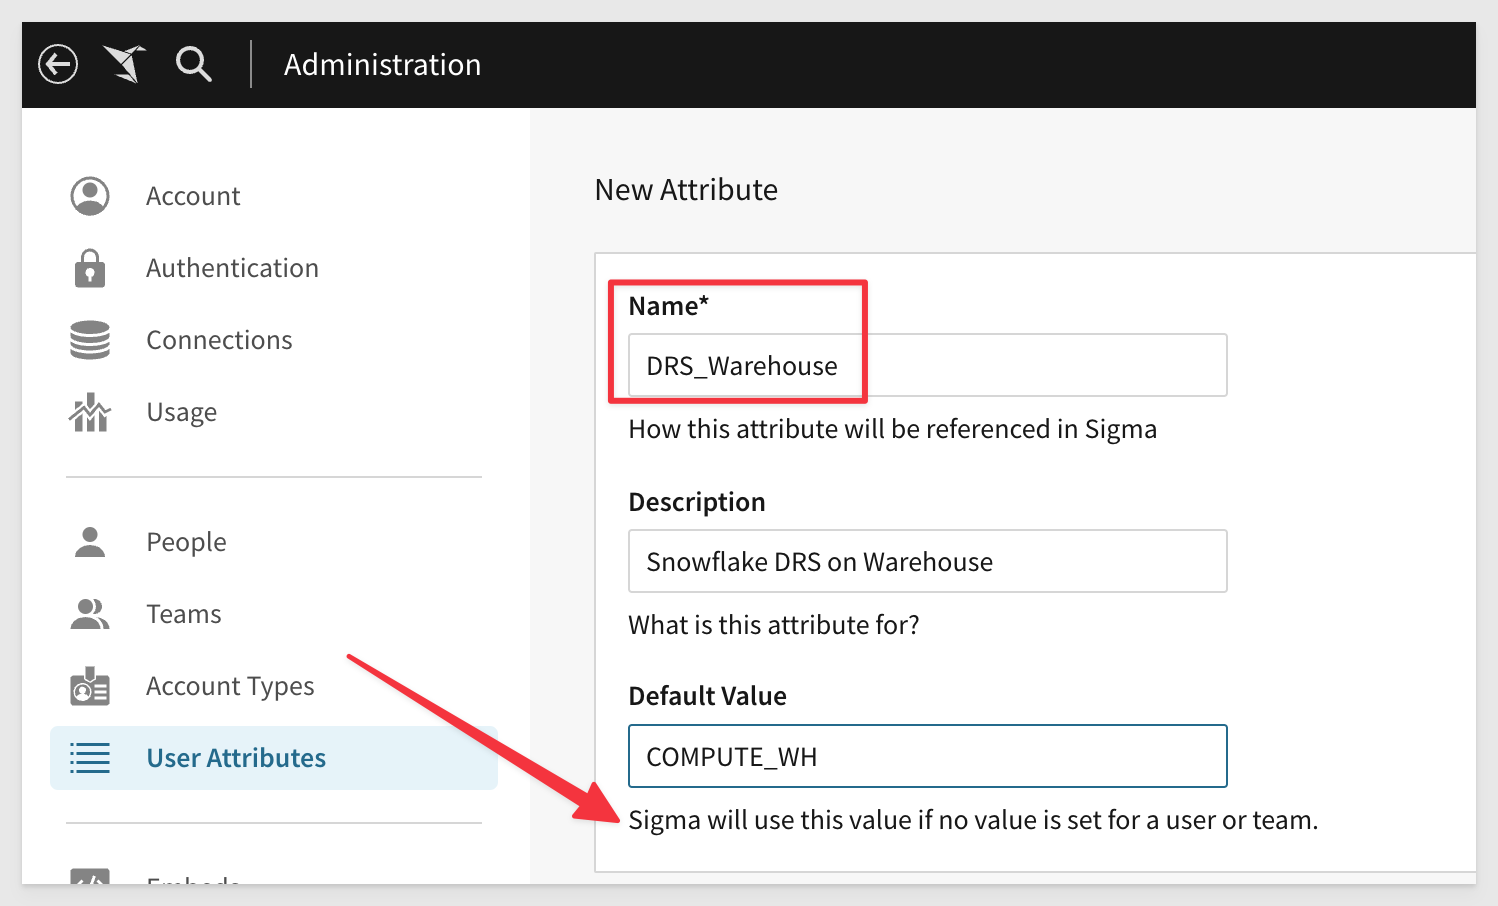 Administration
Account
Authentication
Connections
Usage
People
Teams
Account Types
User Attributes
New Attribute
Name*
DRS_Warehouse
How this attribute will be referenced in Sigma
Description
Snowflake DRS on Warehouse
What is this attribute for?
Default Value
COMPUTE_WH
Sigma will use this value if no value is set for a user or team.